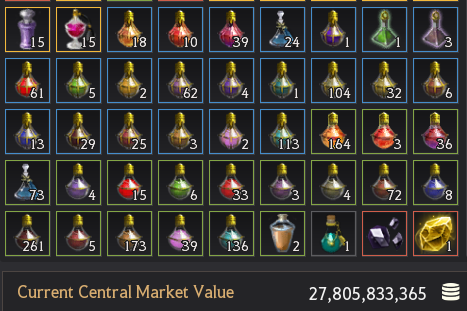 15 15 18 10 39 24 1 1 3
61 5 2 62 4 1 104 32 6
13 29 25 3 2 113 164 3 36
73 4 15 6 33 3 4 72 8
261 5 173 39 136 2 1 1
Current Central Market Value 27,805,833,365